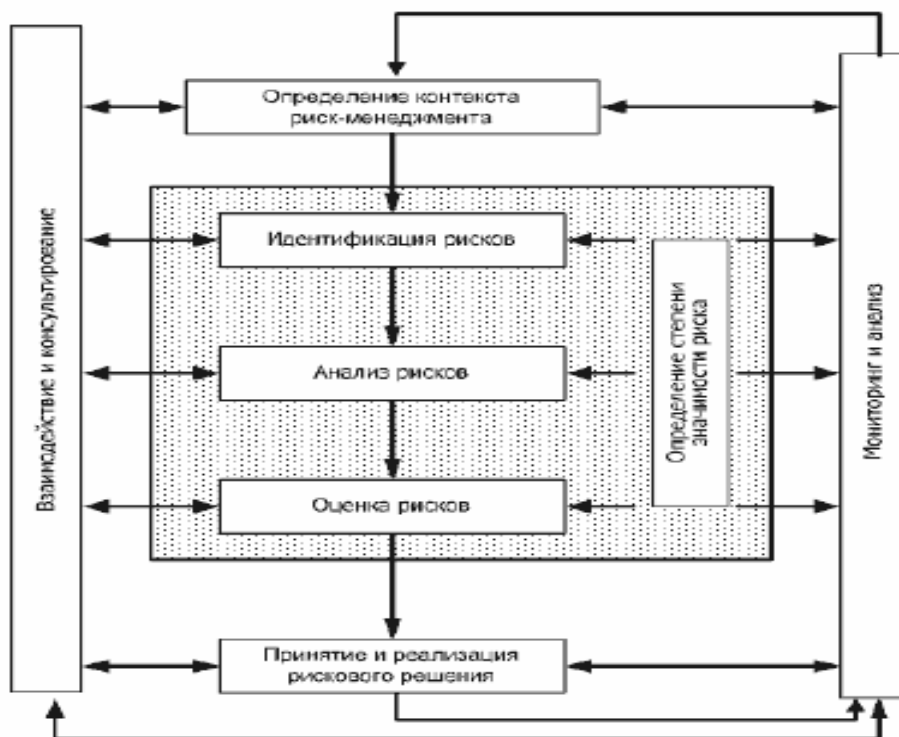 Определение контекста
риск-менеджмента
Взаимодействие и консультирование
Идентификация рисков
Анализ рисков
Оценка рисков
Определение степени
значимости риска
Мониторинг и анализ
Принятие и реализация
рискового решения